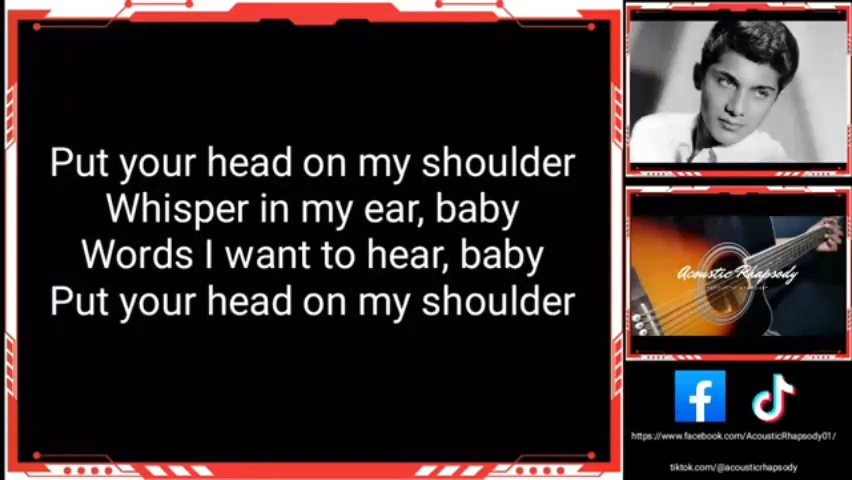 Put your head on my shoulder
Whisper in my ear, baby
Words I want to hear, baby
Put your head on my shoulder
Acoustic Rhapsody
https://www.facebook.com/AcousticRhapsody01/
tiktok.com/@acousticrhapsody